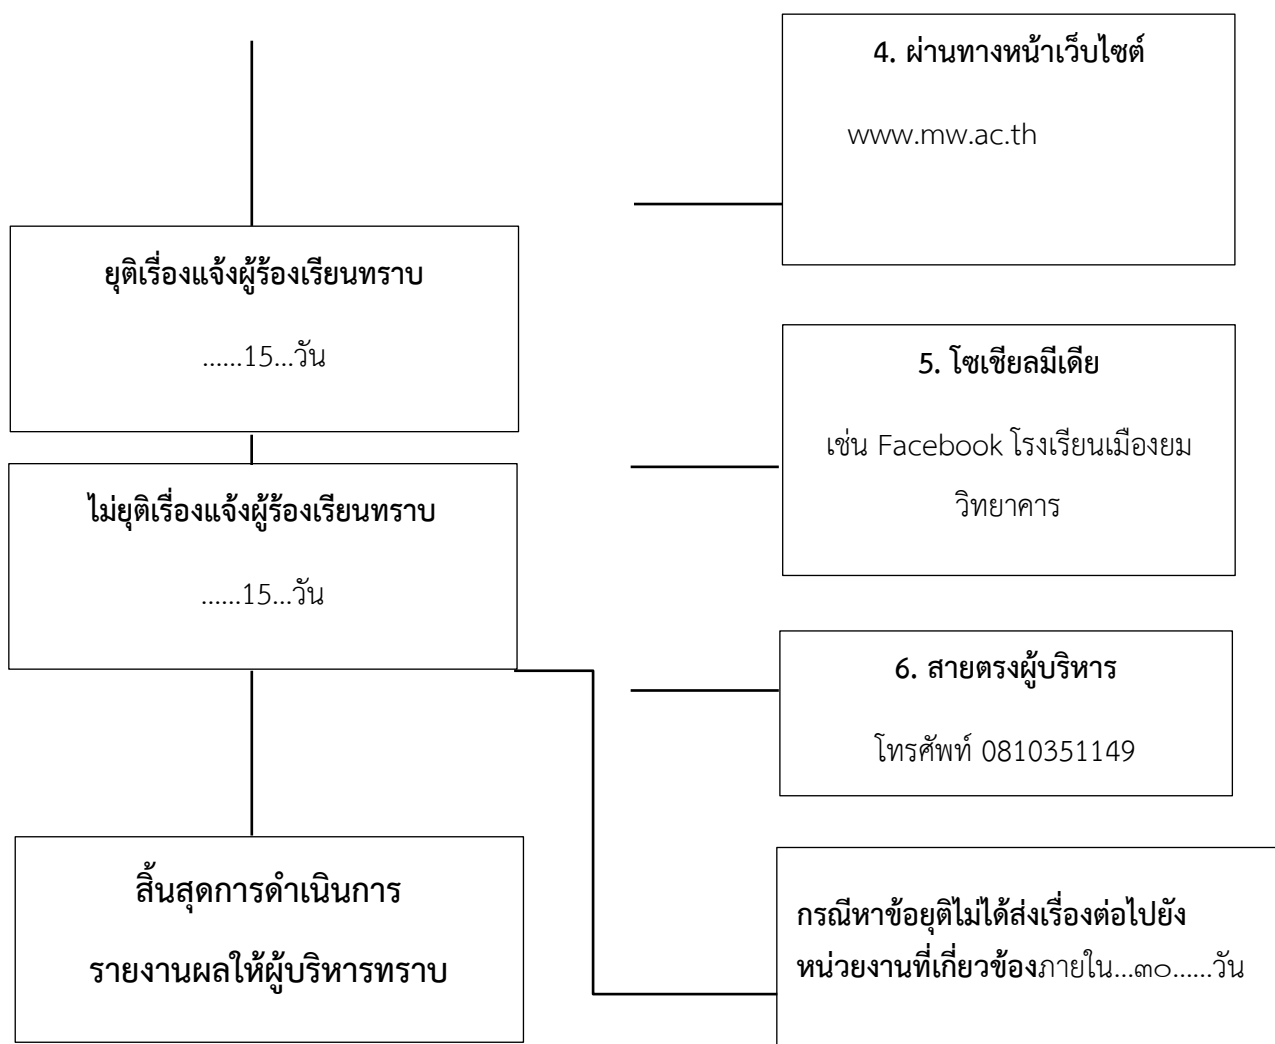 4. ผ่านทางหน้าเว็บไซต์
www.mw.ac.th
ยุติเรื่องแจ้งผู้ร้องเรียนทราบ
......15...วัน
5. โซเชียลมีเดีย
เช่น Facebook โรงเรียนเมืองยม
วิทยาคาร
ไม่ยุติเรื่องแจ้งผู้ร้องเรียนทราบ
......15...วัน
6. สายตรงผู้บริหาร
โทรศัพท์ 0810351149
สิ้นสุดการดำเนินการ
รายงานผลให้ผู้บริหารทราบ
กรณีหาข้อยุติไม่ได้ส่งเรื่องต่อไปยัง
หน่วยงานที่เกี่ยวข้องภายใน...๓๐......วัน